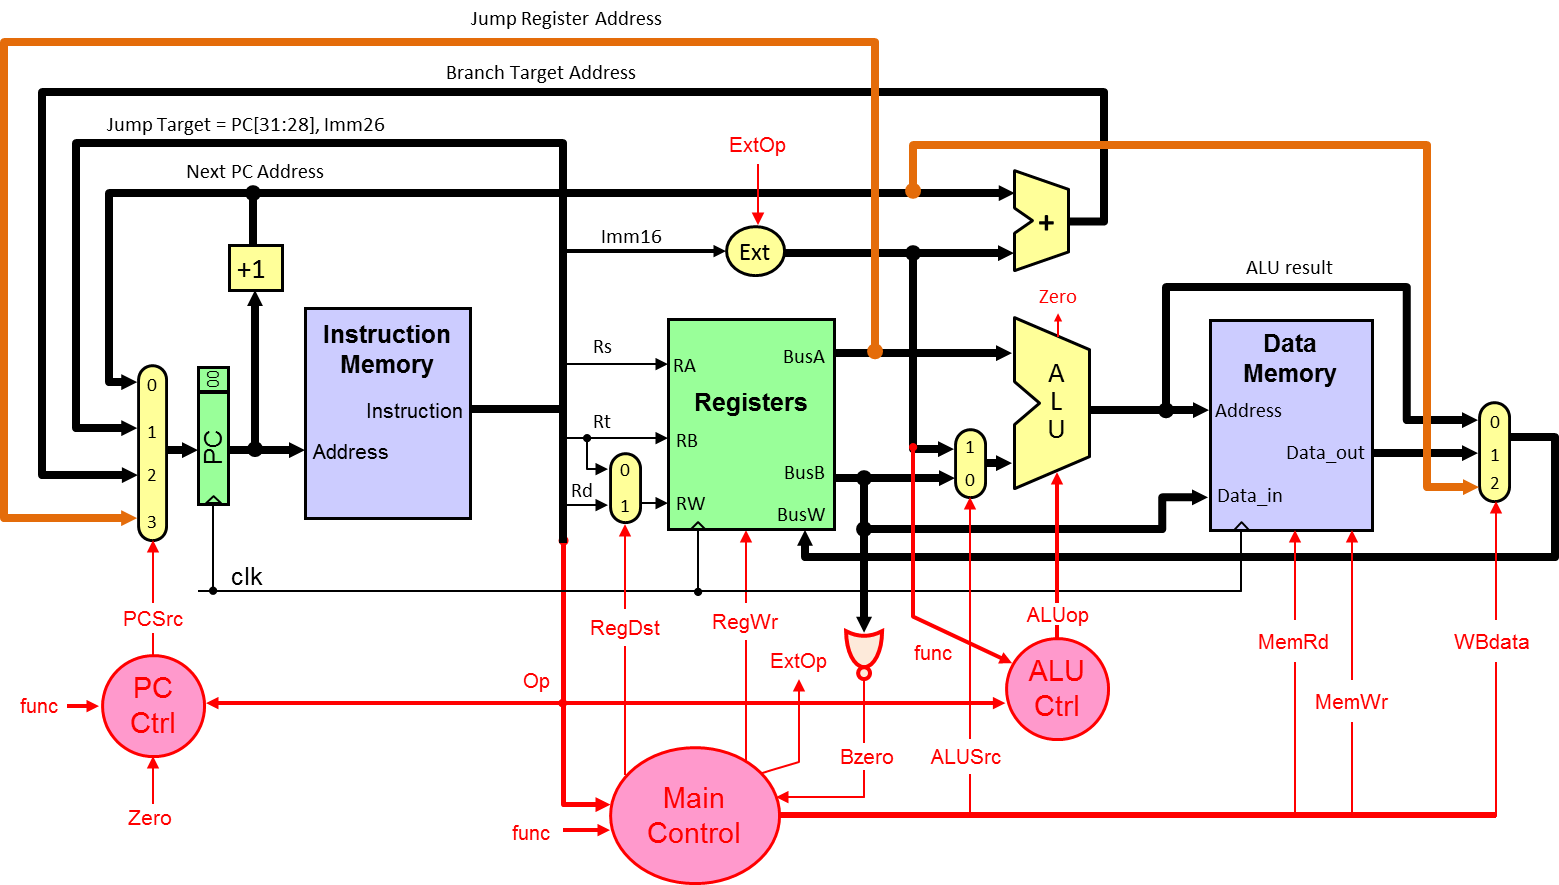 Jump Register Address
Branch Target Address
Jump Target = PC[31:28], Imm26
ExtOp
Next PC Address
+
Imm16
Ext
+1
ALU result
Zero
Instruction
Memory
Instruction
Address
Rs
RA
BusA
Registers
Rt
RB
BusB
Rd
RW
BusW
0
1
A
L
U
1
0
Data
Memory
Address
Data_out
Data_in
0
1
2
0
1
2
3
00
PC
clk
PCSrc
RegDst
RegWr
ExtOp
func
ALUop
MemRd
WBdata
MemWr
Op
PC
Ctrl
func
Zero
ALU
Ctrl
Bzero
ALUSrc
Main
Control
func